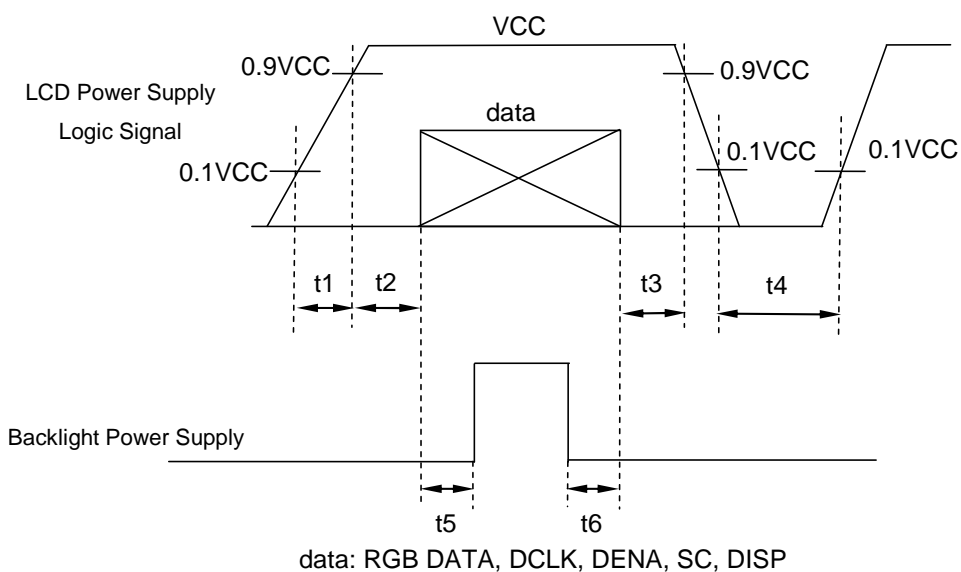 VCC
0.9VCC
0.9VCC
LCD Power Supply
Logic Signal
data
0.1VCC
0.1VCC
0.1VCC
t1
t2
t3
t4
Backlight Power Supply
t5
t6
data: RGB DATA, DCLK, DENA, SC, DISP